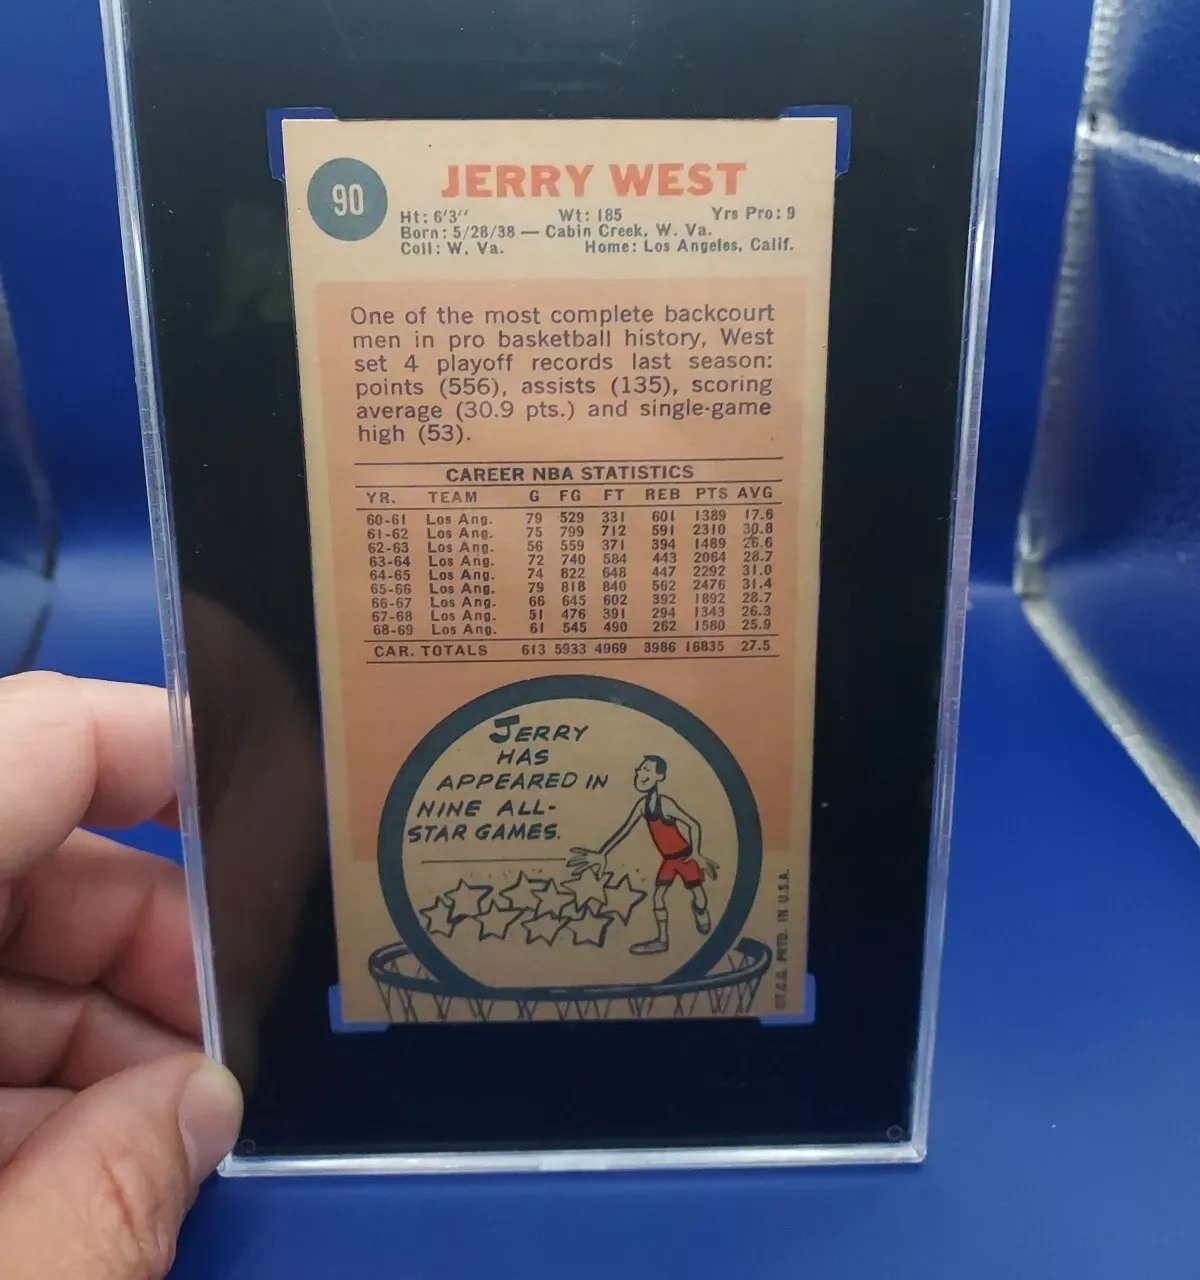 90
JERRY WEST
Ht: 6'3" Wt: 185 Yrs Pro: 9
Born: 5/28/38 — Cabin Creek, W. Va.
Coll: W. Va. Home: Los Angeles, Calif.
One of the most complete backcourt
men in pro basketball history, West
set 4 playoff records last season:
points (556), assists (135), scoring
average (30.9 pts.) and single-game
high (53).
CAREER NBA STATISTICS
YR. TEAM G FG FT REB PTS AVG
60-61 Los Ang. 79 529 331 601 1389 17.6
61-62 Los Ang. 75 799 712 591 2310 30.8
62-63 Los Ang. 56 559 371 394 1489 26.6
63-64 Los Ang. 72 740 584 443 2064 28.7
64-65 Los Ang. 74 822 648 447 2292 31.0
65-66 Los Ang. 79 818 840 562 2476 31.4
66-67 Los Ang. 66 645 602 392 1892 28.7
67-68 Los Ang. 51 476 391 294 1343 26.3
68-69 Los Ang. 61 545 490 262 1580 25.9
CAR. TOTALS 613 5933 4969 3986 16835 27.5
JERRY
HAS
APPEARED IN
NINE ALL-
STAR GAMES.
©T.C.G. PRTD. IN U.S.A.